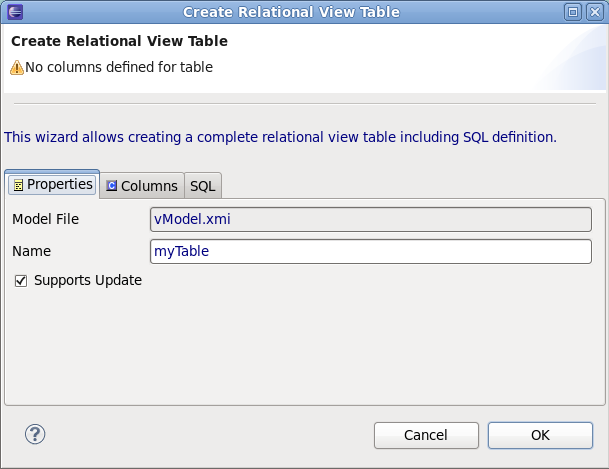 Create Relational View Table
Create Relational View Table
No columns defined for table
This wizard allows creating a complete relational view table including SQL definition.
Properties Columns SQL
Model File vModel.xmi
Name myTable
Supports Update
Cancel OK